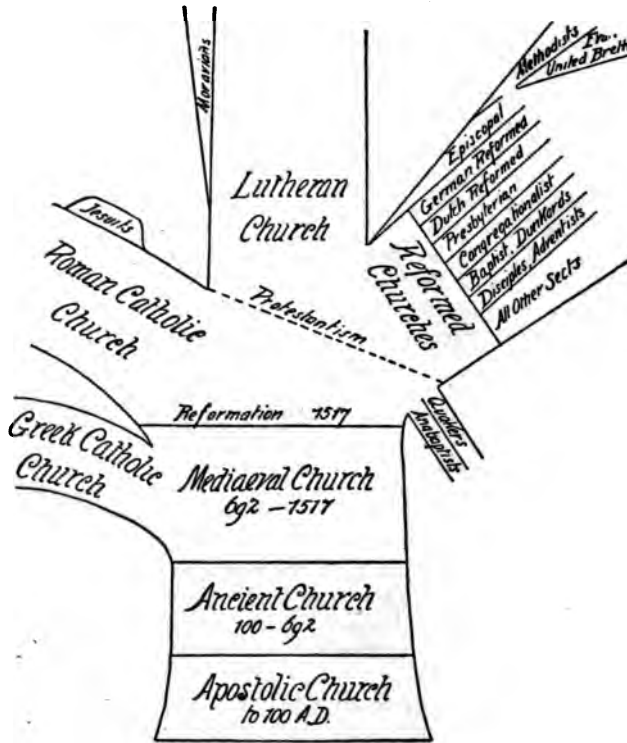 Moravians
Methodists
United Breth
Episcopal
German Reformed
Dutch Reformed
Presbyterian
Congregationalist
Baptist, Dunkards
Disciples, Adventists
All Other Sects
Lutheran
Church
Reformed
Churches
Jesuits
Roman Catholic
Church
Protestantism
Reformation 1517
Quakers
Anabaptists
Greek Catholic
Church
Mediaeval Church
692 – 1517
Ancient Church
100 – 692
Apostolic Church
to 100 A.D.